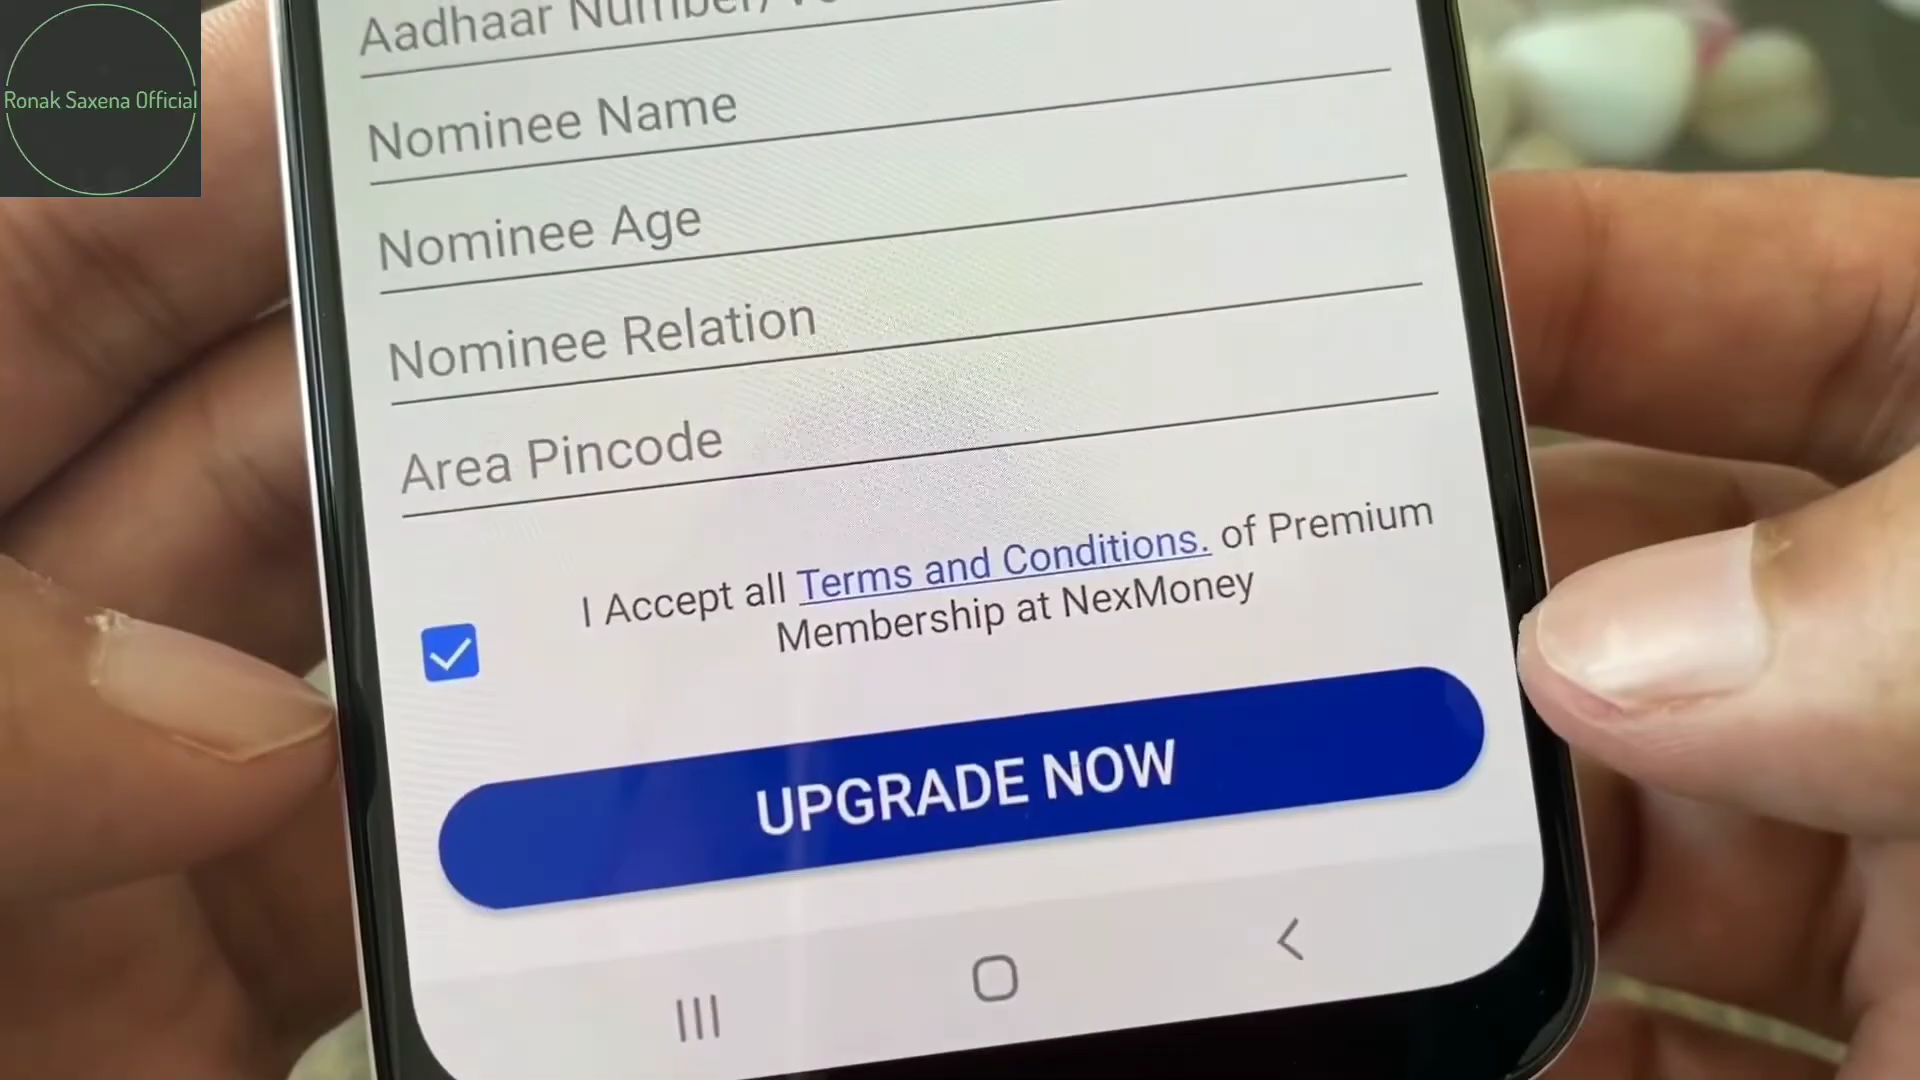 Ronak Saxena Official
Aadhaar Number/
Nominee Name
Nominee Age
Nominee Relation
Area Pincode
I Accept all Terms and Conditions. of Premium
Membership at NexMoney
UPGRADE NOW